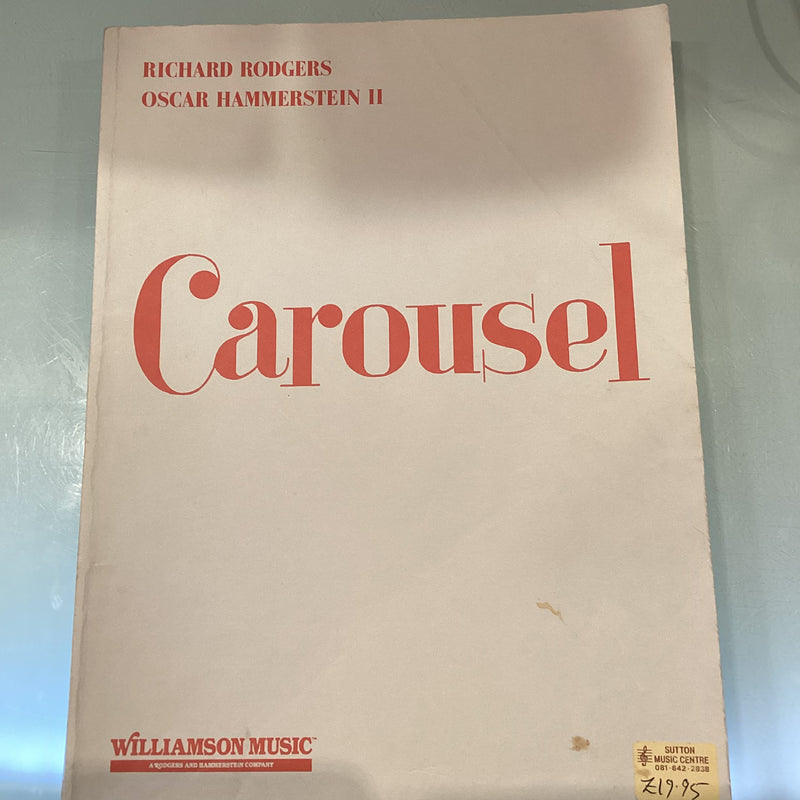 RICHARD RODGERS
OSCAR HAMMERSTEIN II
Carousel
WILLIAMSON MUSIC™
A RODGERS AND HAMMERSTEIN COMPANY
SUTTON
MUSIC CENTRE
081-642-2838
£19.95